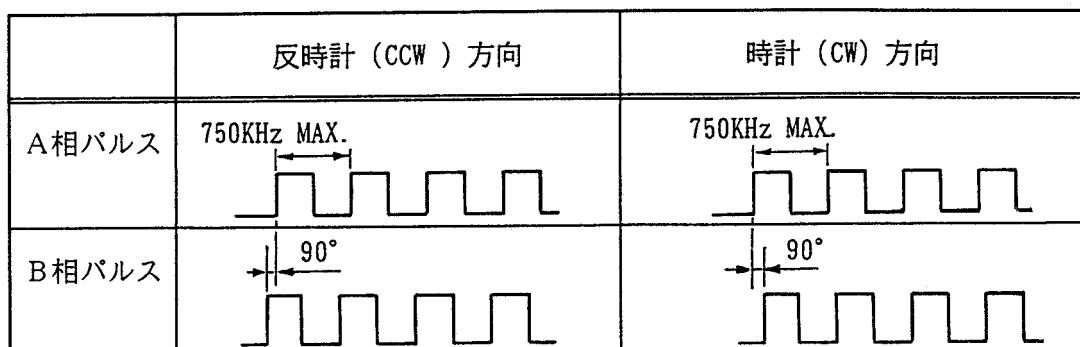 反時計（CCW ）方向
時計（CW）方向
A相パルス
750KHz MAX.
750KHz MAX.
B相パルス
90°
90°